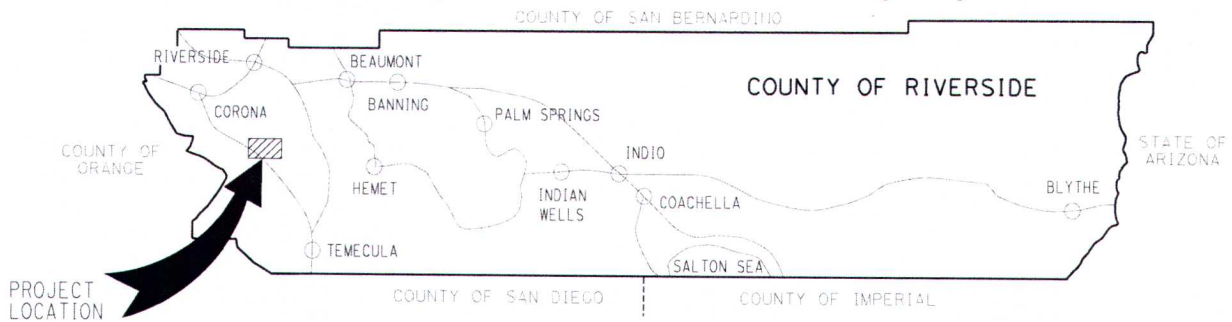 COUNTY OF SAN BERNARDINO
RIVERSIDE
BEAUMONT
COUNTY OF RIVERSIDE
CORONA
BANNING
PALM SPRINGS
COUNTY OF
ORANGE
STATE OF
ARIZONA
INDIO
HEMET
INDIAN
WELLS
COACHELLA
BLYTHE
TEMECULA
SALTON SEA
PROJECT
LOCATION
COUNTY OF SAN DIEGO
COUNTY OF IMPERIAL